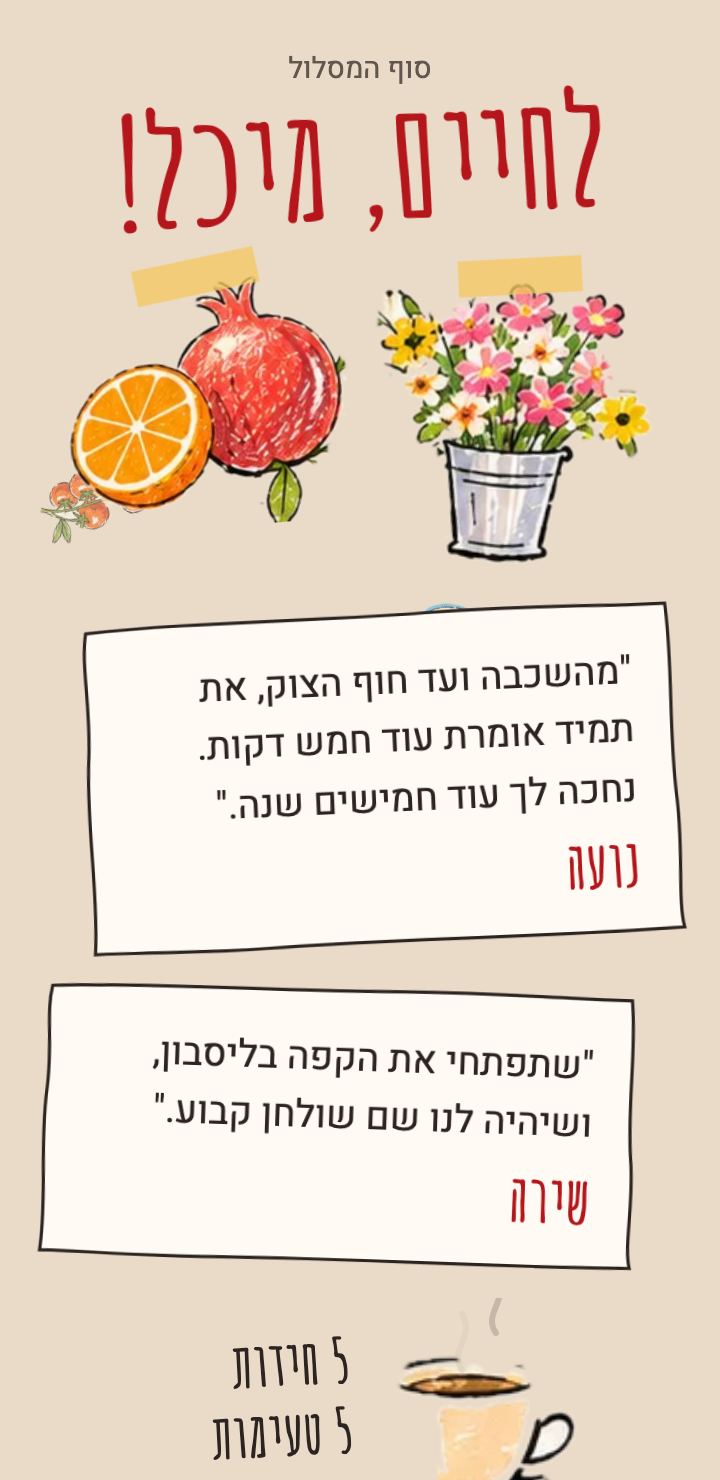 סוף המסלול
לחיים, מיכל!
"מהשכבה ועד חוף הצוק, את
תמיד אומרת עוד חמש דקות.
נחכה לך עוד חמישים שנה."
נועה
"שתפתחי את הקפה בליסבון,
ושיהיה לנו שם שולחן קבוע."
שירה
5 חידות
5 טעימות